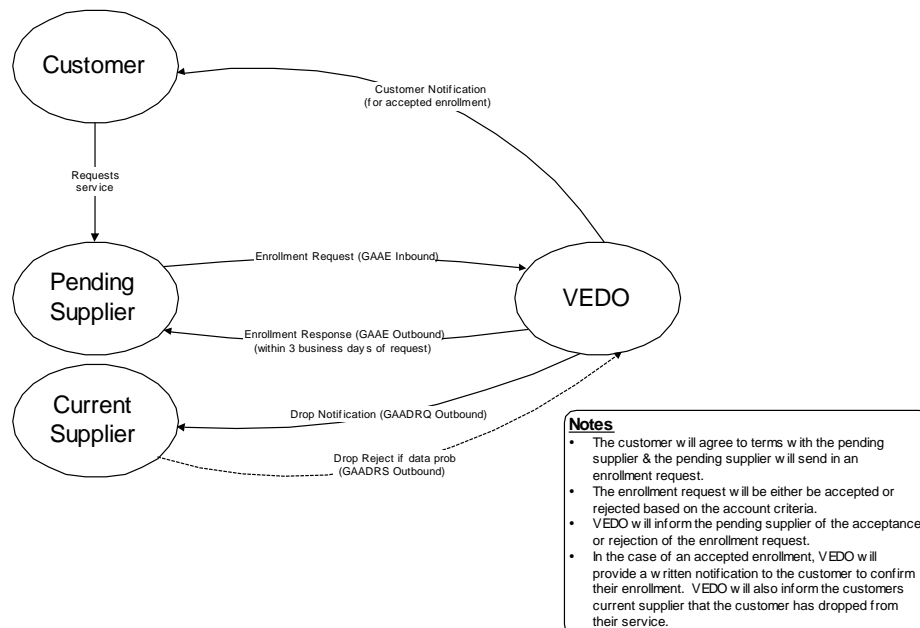 Customer
Customer Notification
(for accepted enrollment)
Requests
service
Pending
Supplier
Enrollment Request (GAAE Inbound)
VEDO
Enrollment Response (GAAE Outbound)
(within 3 business days of request)
Current
Supplier
Drop Notification (GAADRQ Outbound)
Drop Reject if data prob
(GAADRS Outbound)
Notes
• The customer will agree to terms with the pending
supplier & the pending supplier will send in an
enrollment request.
• The enrollment request will be either be accepted or
rejected based on the account criteria.
• VEDO will inform the pending supplier of the acceptance
or rejection of the enrollment request.
• In the case of an accepted enrollment, VEDO will
provide a written notification to the customer to confirm
their enrollment. VEDO will also inform the customers
current supplier that the customer has dropped from
their service.